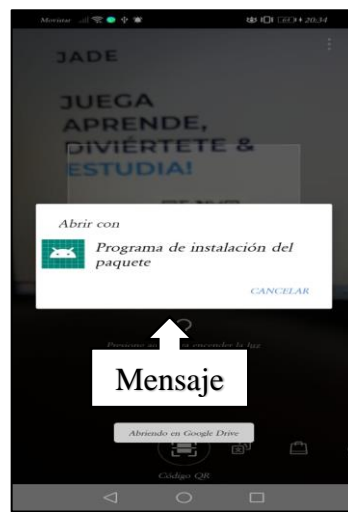 Movistar
20:34
JADE
JUEGA
APRENDE,
DIVIÉRTETE &
ESTUDIA!
Abrir con
Programa de instalación del
paquete
CANCELAR
Mensaje
Abriendo en Google Drive
Código QR